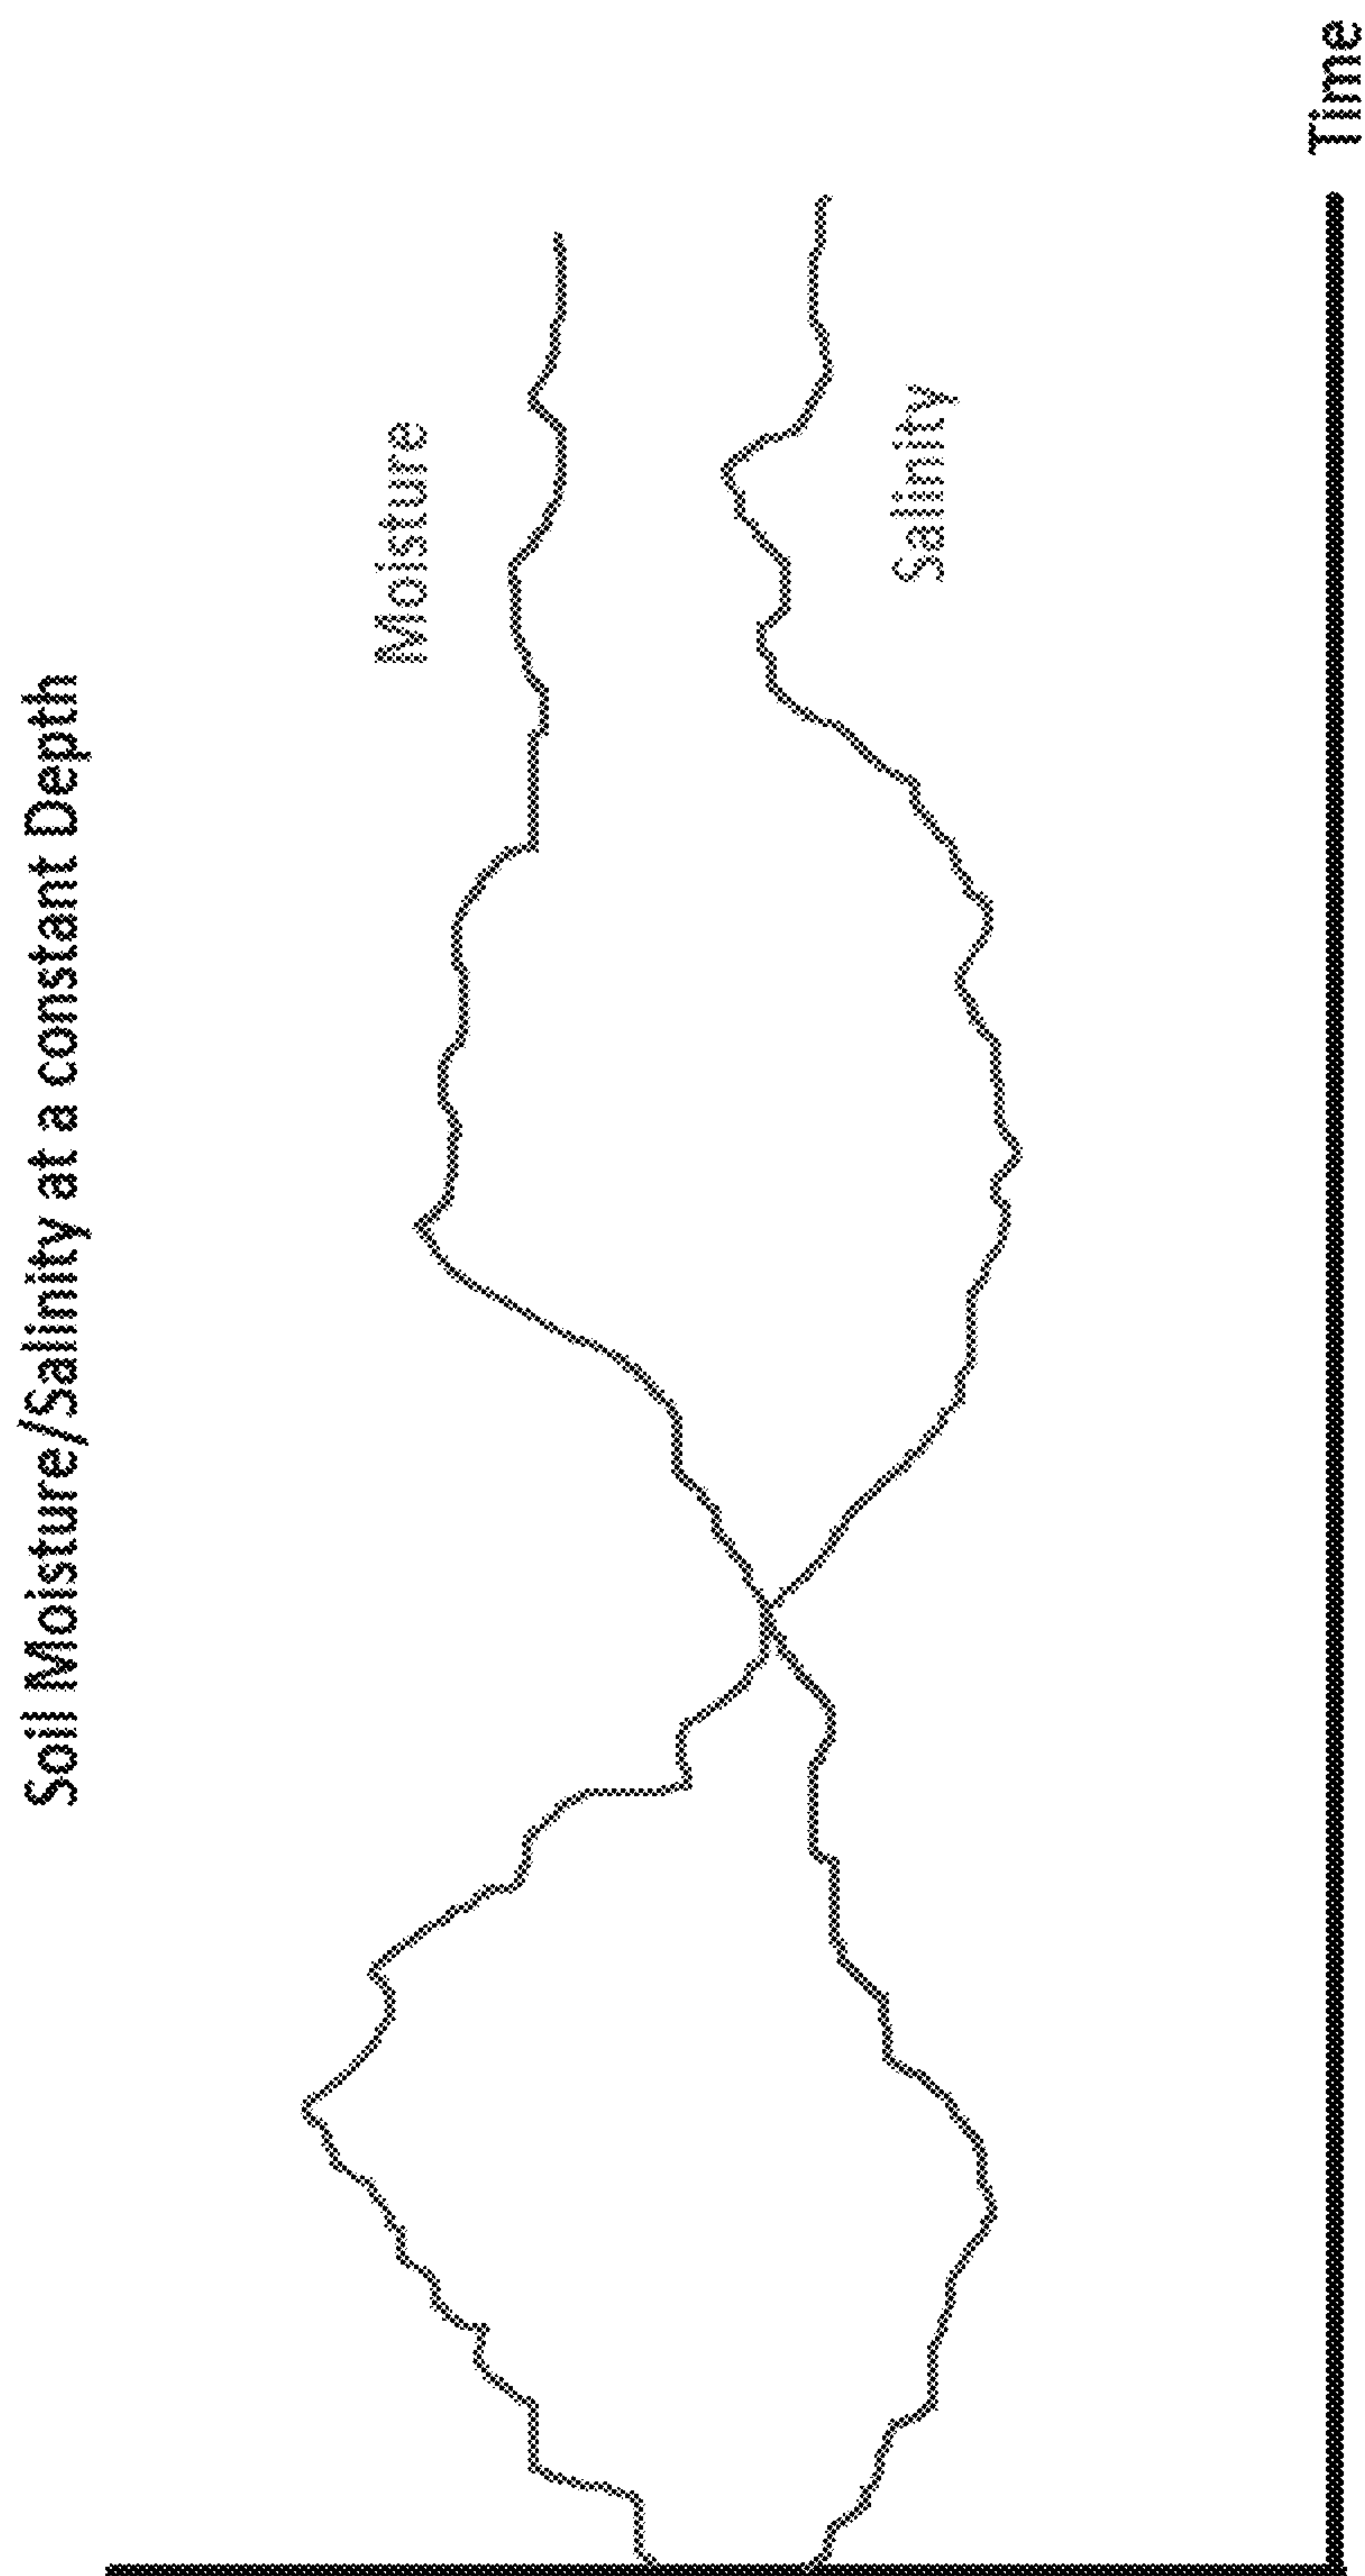 Soil Moisture/Salinity at a constant Depth
Moisture
Salinity
Time